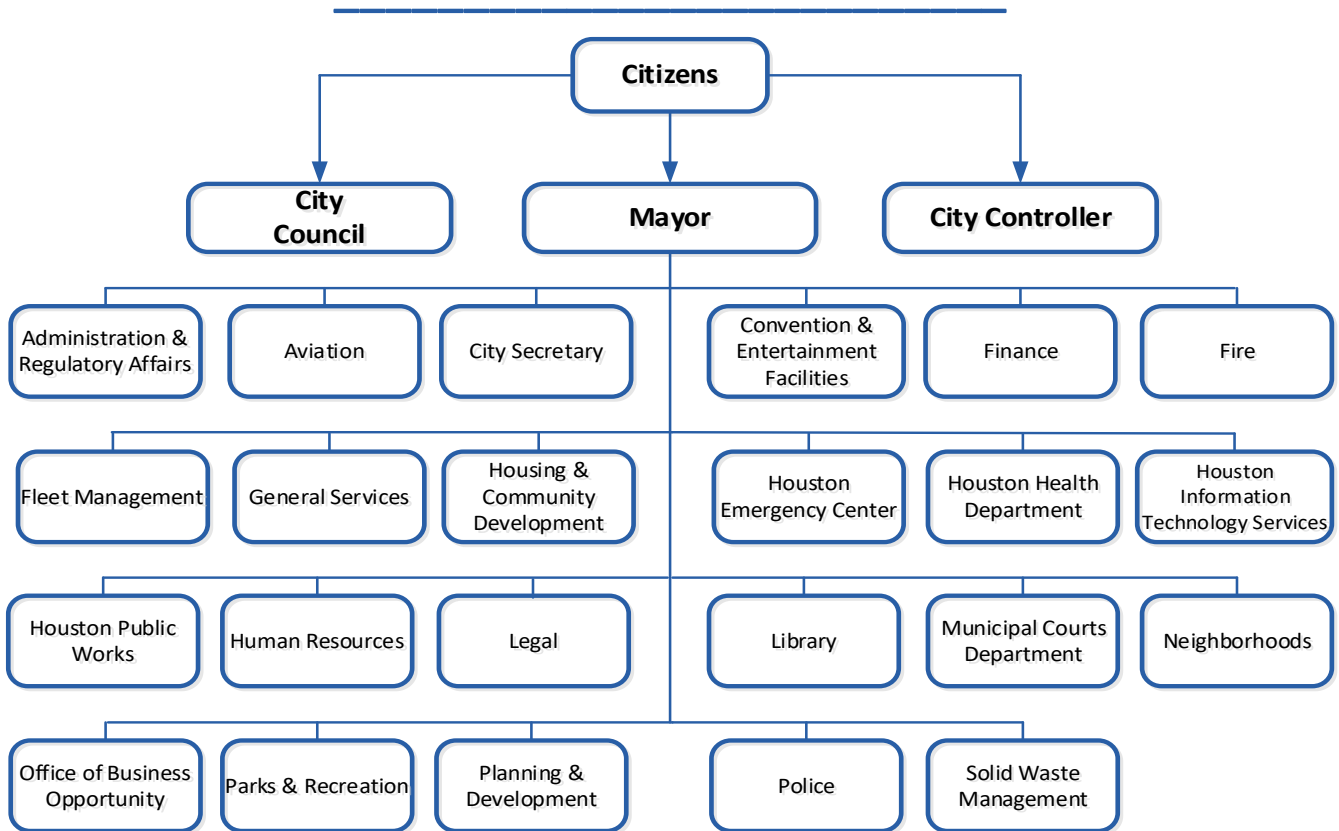 Citizens
City
Council
Mayor
City Controller
Administration &
Regulatory Affairs
Aviation
City Secretary
Convention &
Entertainment
Facilities
Finance
Fire
Fleet Management
General Services
Housing &
Community
Development
Houston
Emergency Center
Houston Health
Department
Houston
Information
Technology Services
Houston Public
Works
Human Resources
Legal
Library
Municipal Courts
Department
Neighborhoods
Office of Business
Opportunity
Parks & Recreation
Planning &
Development
Police
Solid Waste
Management